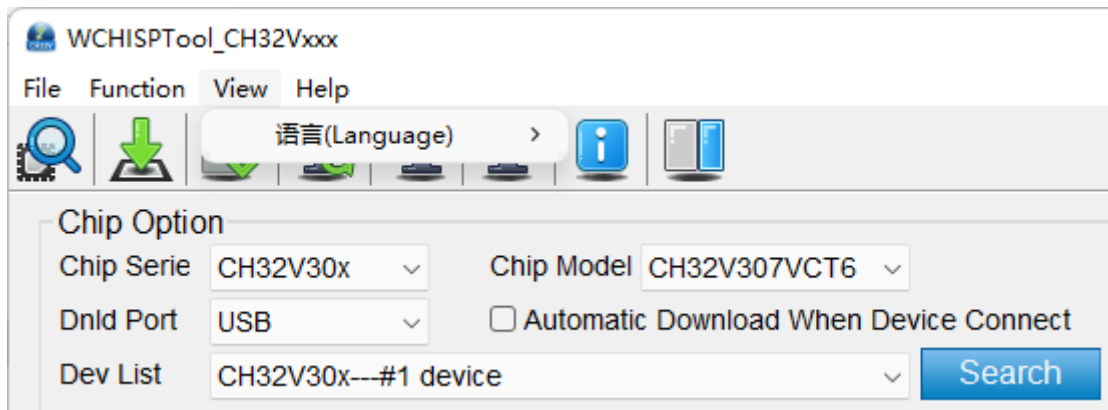 WCHISPTool_CH32Vxxx
File Function View Help
语言(Language) >
Chip Option
Chip Serie CH32V30x Chip Model CH32V307VCT6
Dnld Port USB Automatic Download When Device Connect
Dev List CH32V30x---#1 device Search